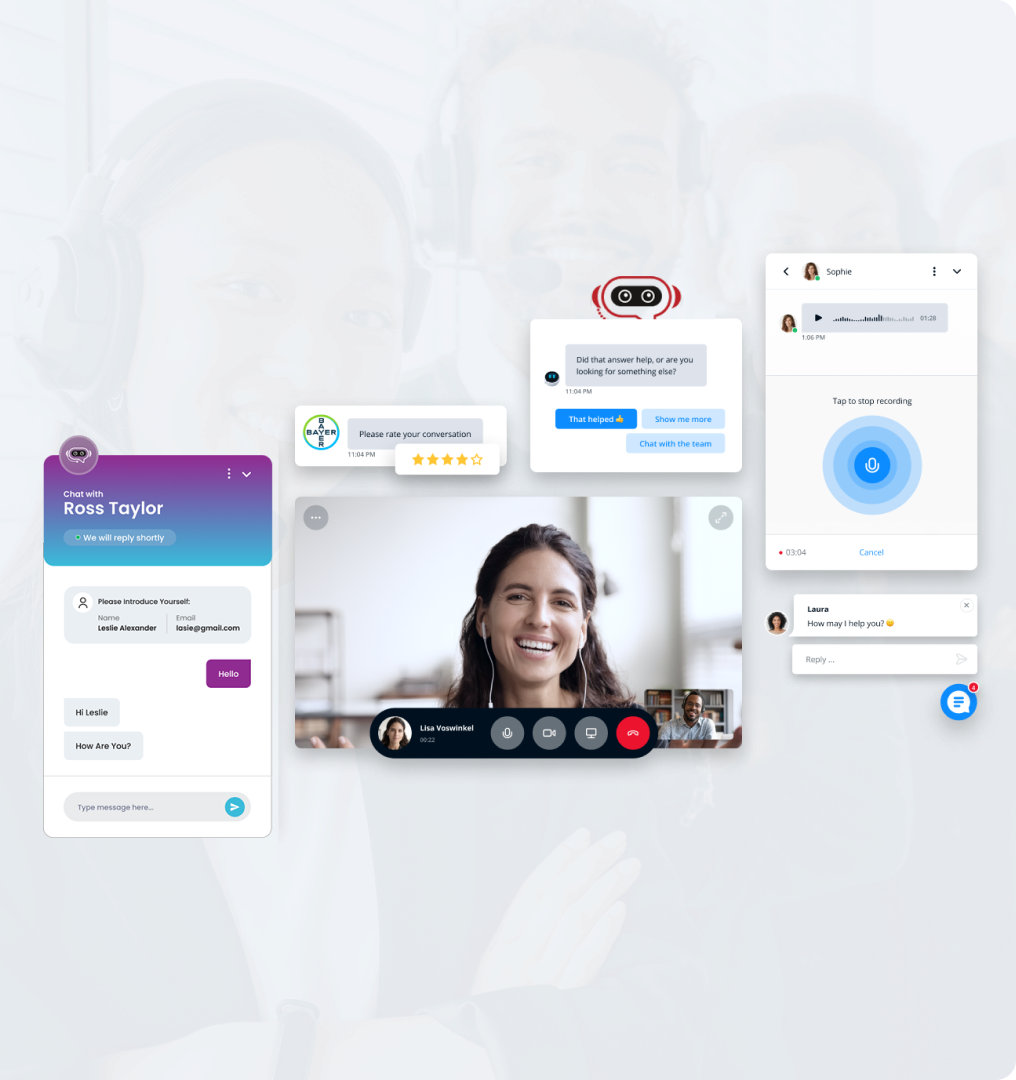 Chat with
Ross Taylor
We will reply shortly
Please Introduce Yourself:
Name
Email
Leslie Alexander
lasie@gmail.com
Hello
Hi Leslie
How Are You?
Type message here...
BAYER
BAYER
Please rate your conversation
11:04 PM
Did that answer help, or are you
looking for something else?
11:04 PM
That helped 👍
Show me more
Chat with the team
Lisa Voswinkel
00:22
Sophie
01:28
1:06 PM
Tap to stop recording
03:04
Cancel
Laura
How may I help you? 😊
Reply ...